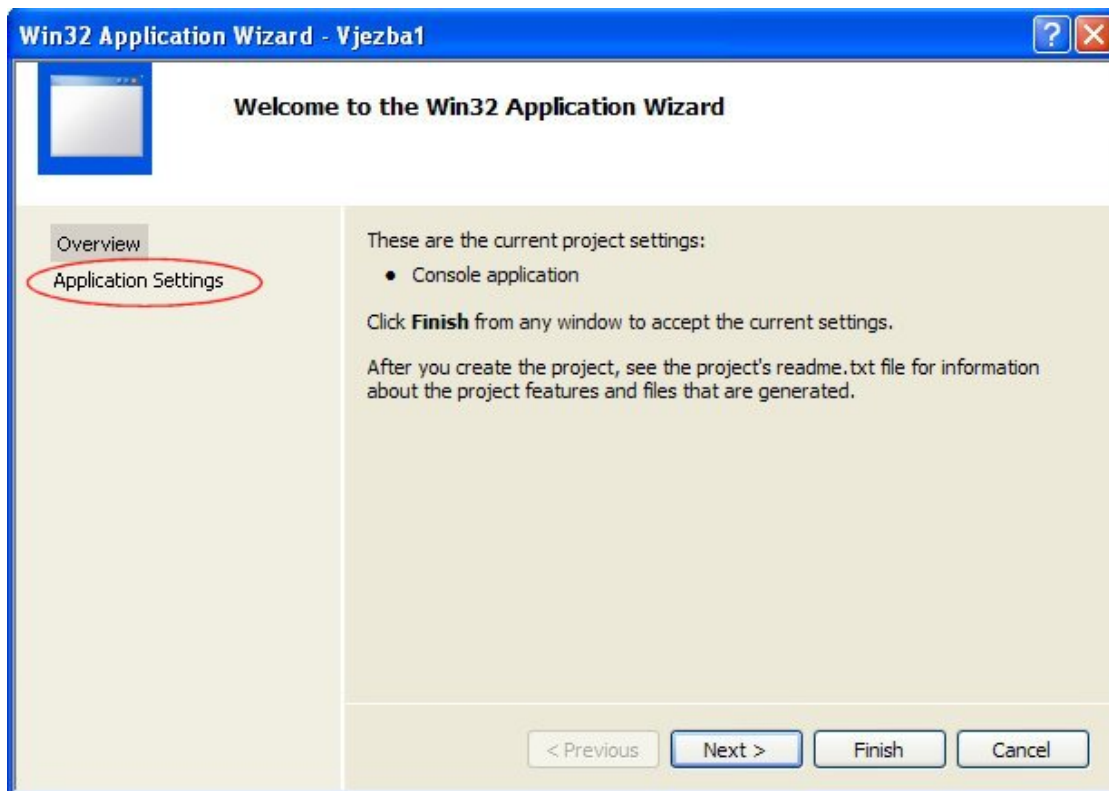 Win32 Application Wizard - Vjezba1
Welcome to the Win32 Application Wizard
Overview
Application Settings
These are the current project settings:
• Console application
Click Finish from any window to accept the current settings.
After you create the project, see the project's readme.txt file for information
about the project features and files that are generated.
< Previous
Next >
Finish
Cancel